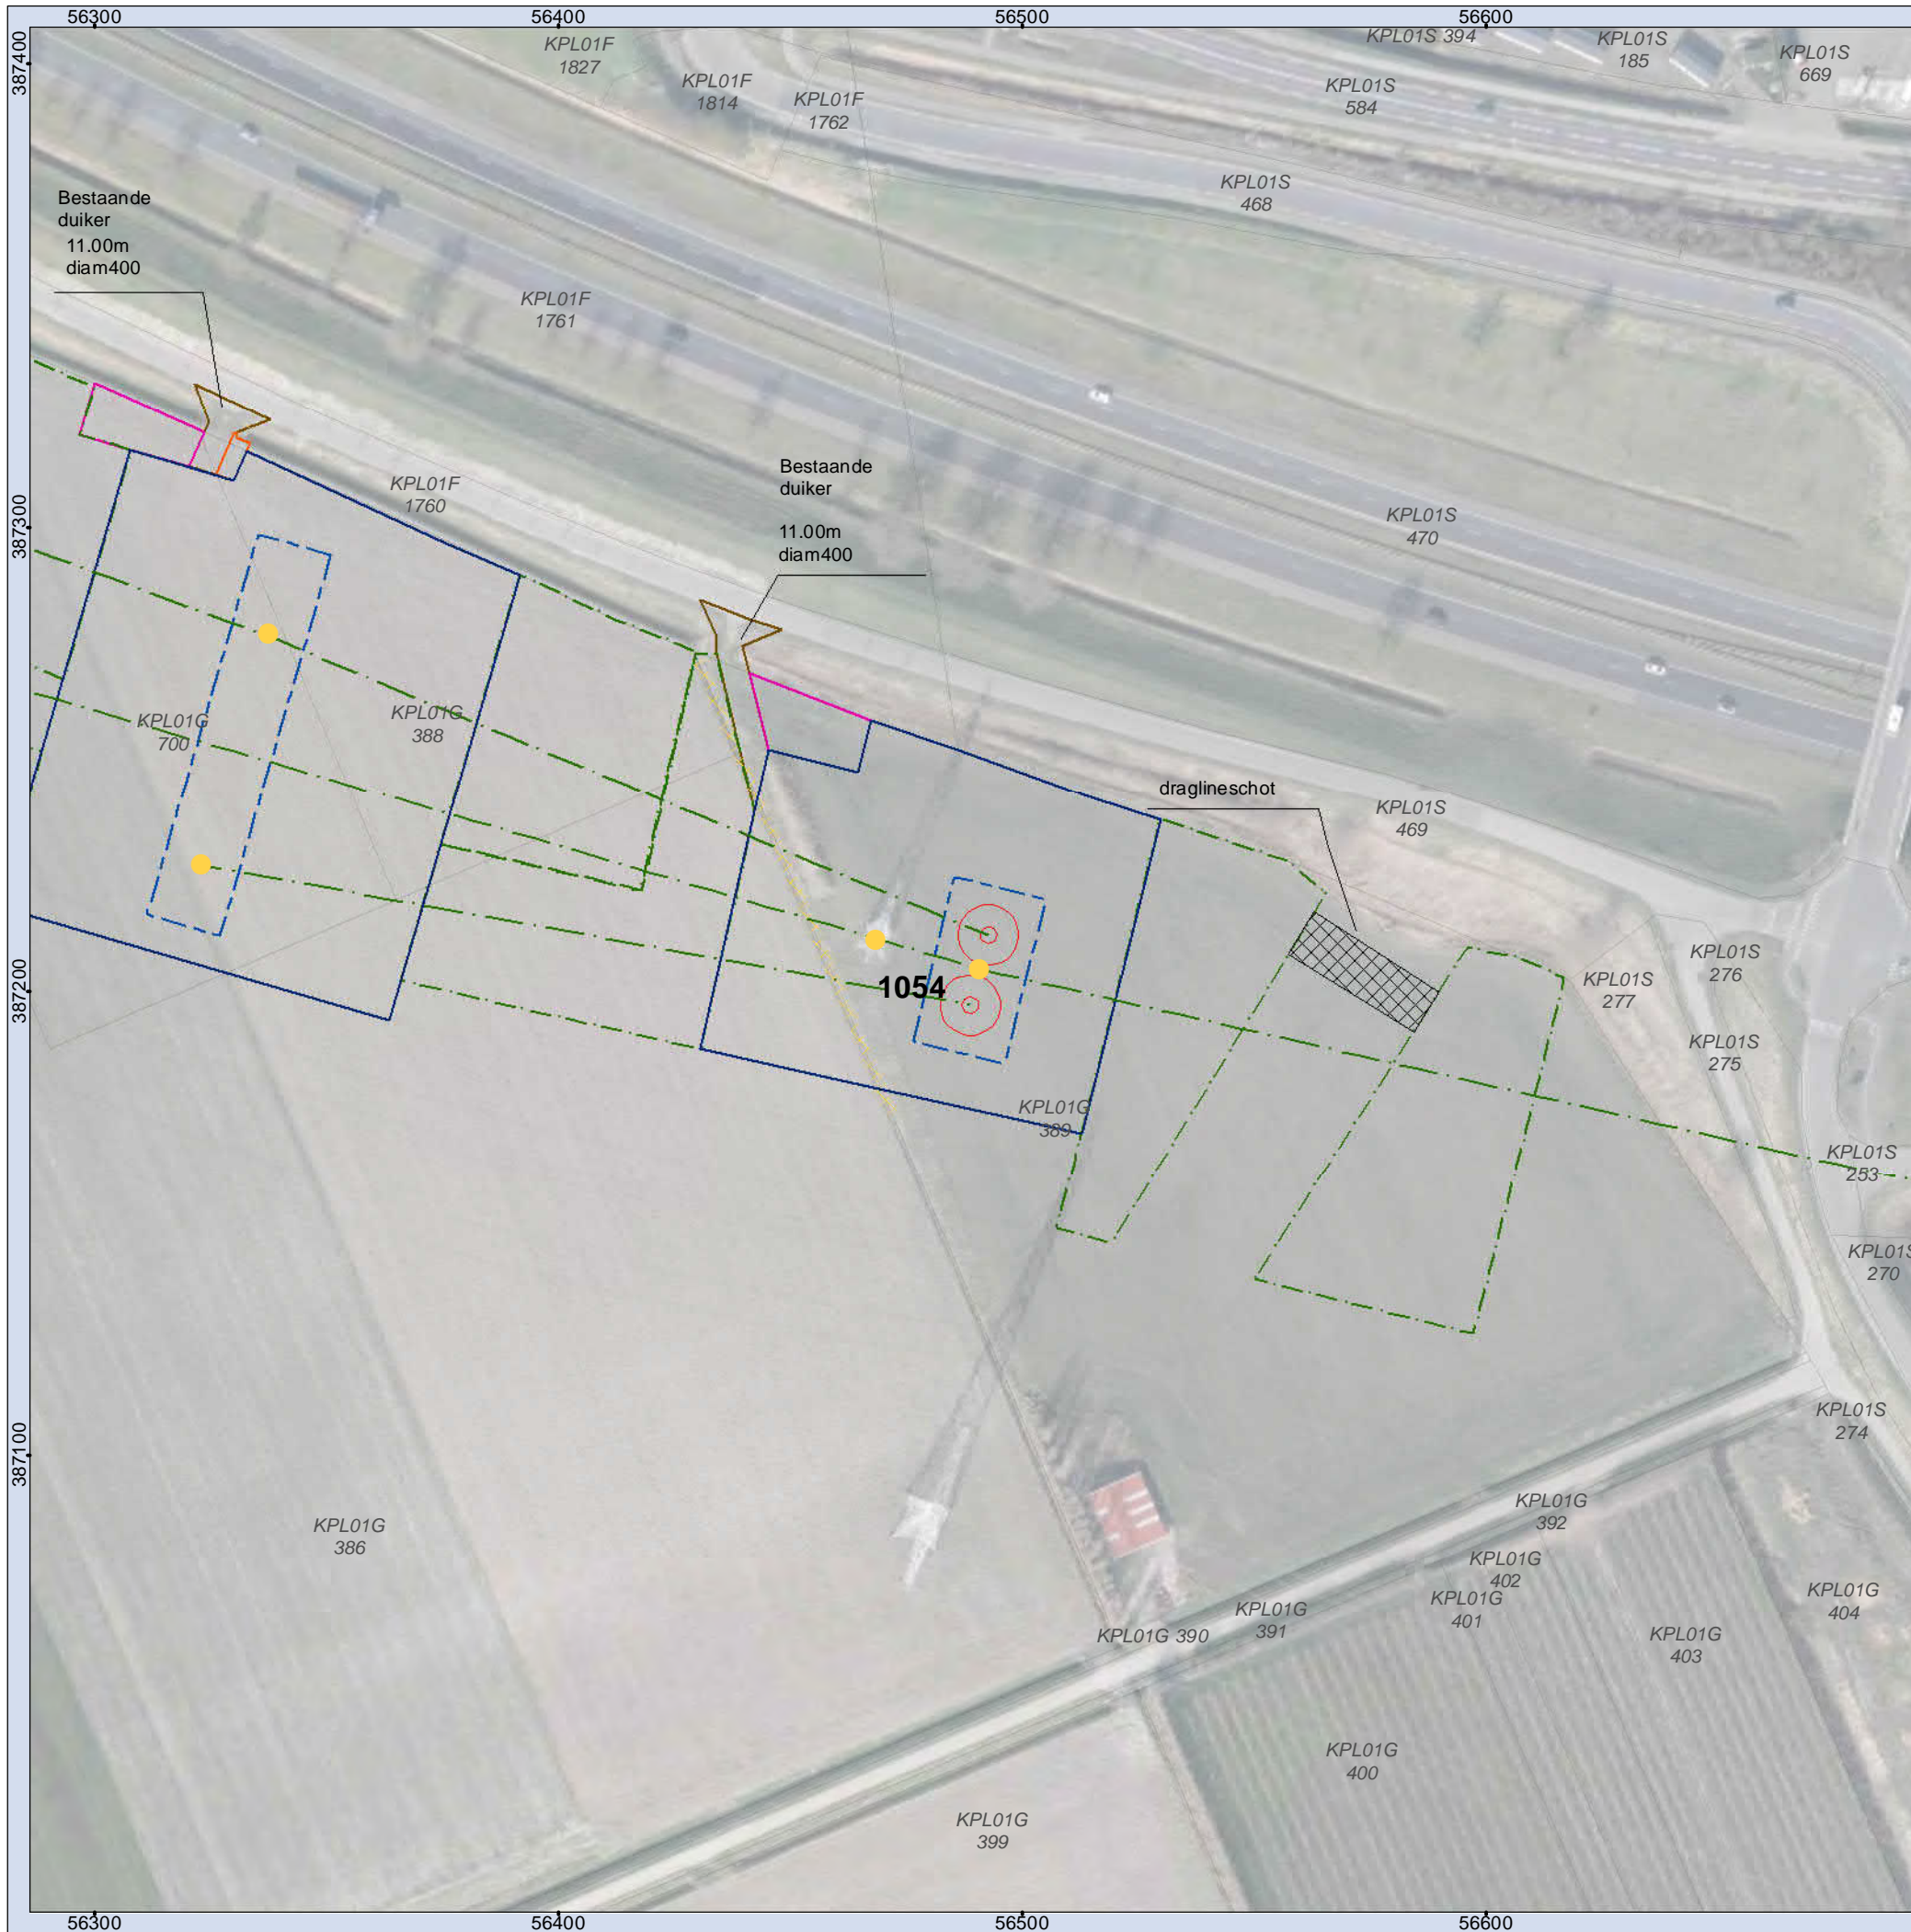 56300
56400
56500
56600
387400
KPL01F
1827
KPL01F
1814
KPL01F
1762
KPL01S 394
KPL01S
584
KPL01S
185
KPL01S
669
KPL01S
468
Bestaande
duiker
11.00m
diam400
KPL01F
1761
387300
KPL01F
1760
Bestaande
duiker
11.00m
diam400
KPL01S
470
KPL01G
700
KPL01G
388
draglineschot
KPL01S
469
387200
1054
KPL01S
277
KPL01S
276
KPL01S
275
KPL01G
389
KPL01S
253
KPL01S
270
387100
KPL01S
274
KPL01G
386
KPL01G
392
KPL01G
402
KPL01G
401
KPL01G
391
KPL01G 390
KPL01G
404
KPL01G
403
KPL01G
400
KPL01G
399
56300
56400
56500
56600